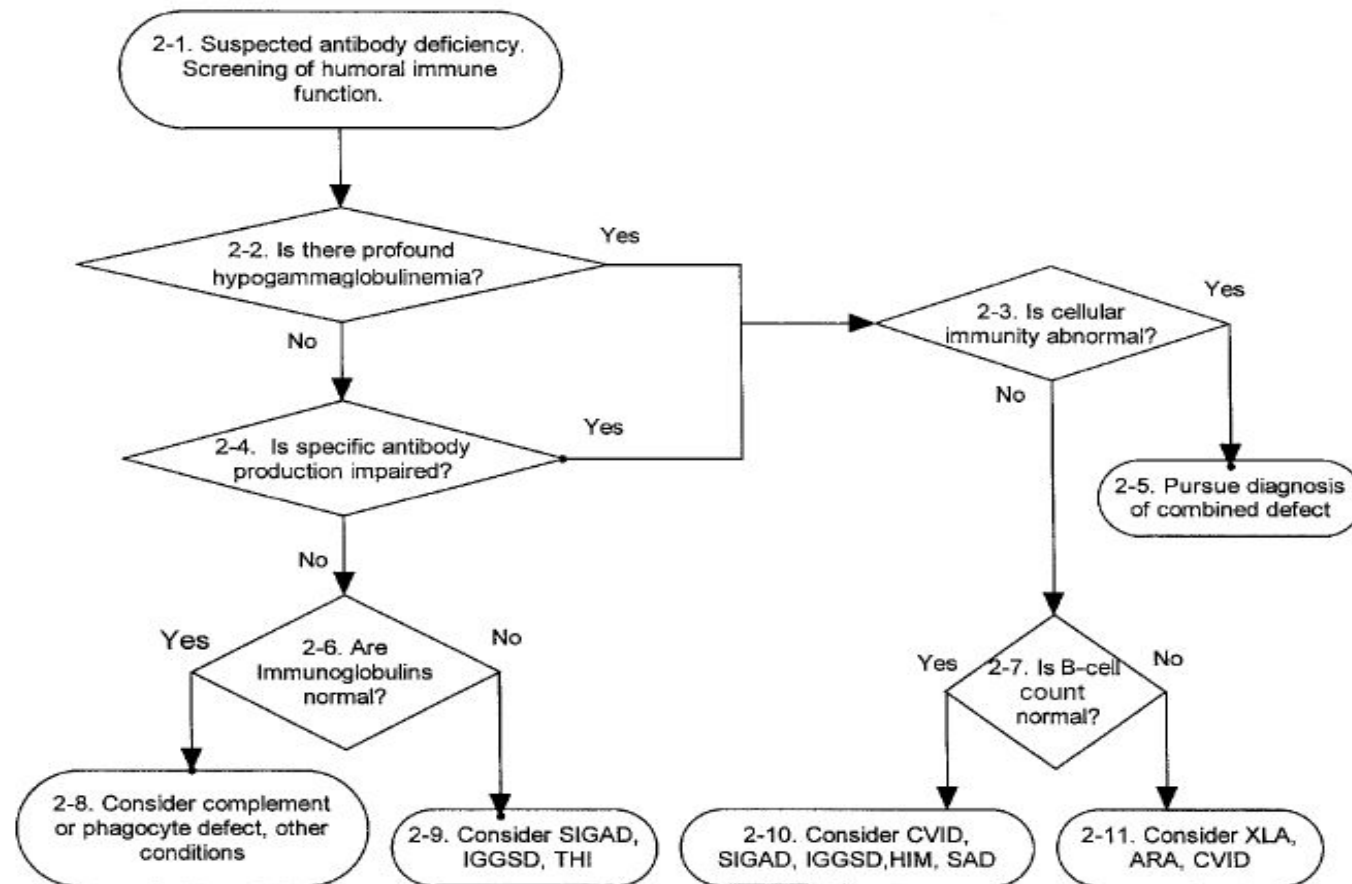 2-1. Suspected antibody deficiency.
Screening of humoral immune
function.
2-2. Is there profound
hypogammaglobulinemia?
Yes
No
2-3. Is cellular
immunity abnormal?
Yes
No
2-4. Is specific antibody
production impaired?
Yes
No
2-5. Pursue diagnosis
of combined defect
2-6. Are
Immunoglobulins
normal?
Yes
No
2-7. Is B-cell
count
normal?
Yes
No
2-8. Consider complement
or phagocyte defect, other
conditions
2-9. Consider SIGAD,
IGGSD, THI
2-10. Consider CVID,
SIGAD, IGGSD,HIM, SAD
2-11. Consider XLA,
ARA, CVID